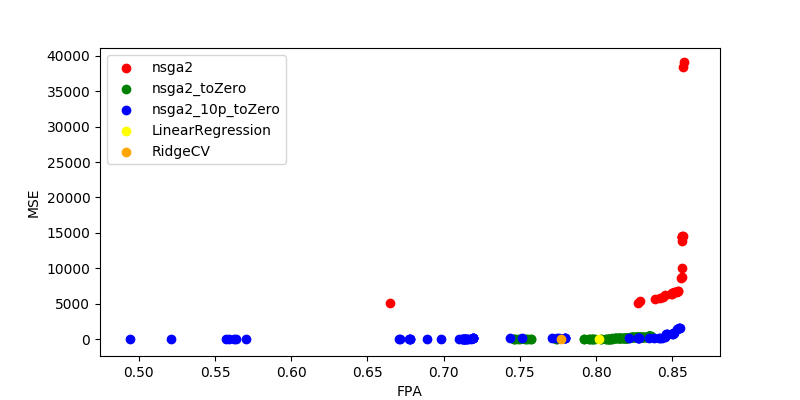 40000
35000
30000
25000
20000
15000
10000
5000
0
MSE
nsga2
nsga2_toZero
nsga2_10p_toZero
LinearRegression
RidgeCV
0.50 0.55 0.60 0.65 0.70 0.75 0.80 0.85
FPA